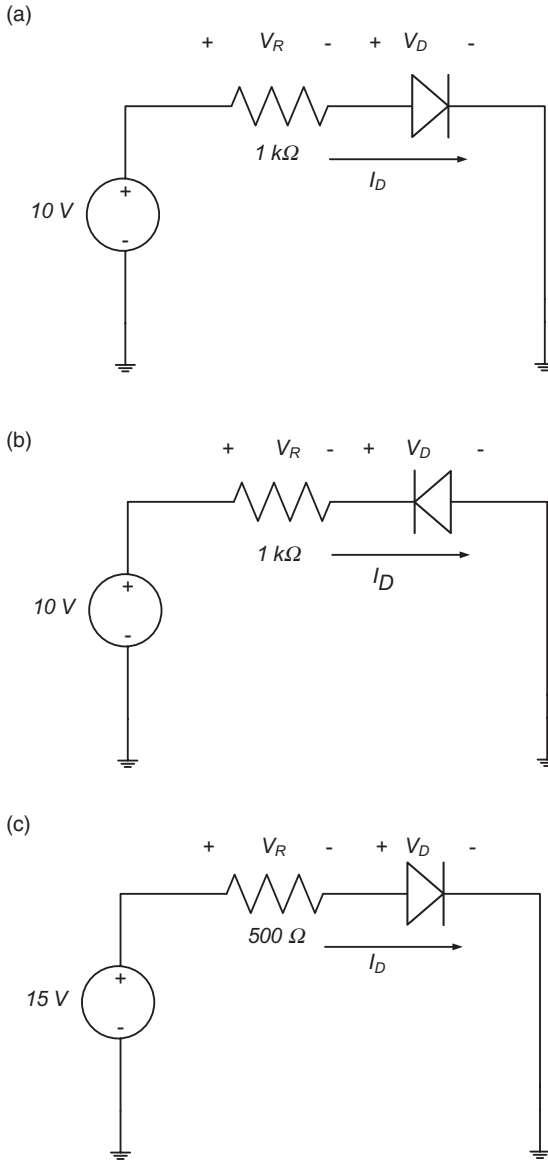 (a)
+ V_R - + V_D -
1 kΩ
I_D
10 V
+
-
(b)
+ V_R - + V_D -
1 kΩ
I_D
10 V
+
-
(c)
+ V_R - + V_D -
500 Ω
I_D
15 V
+
-